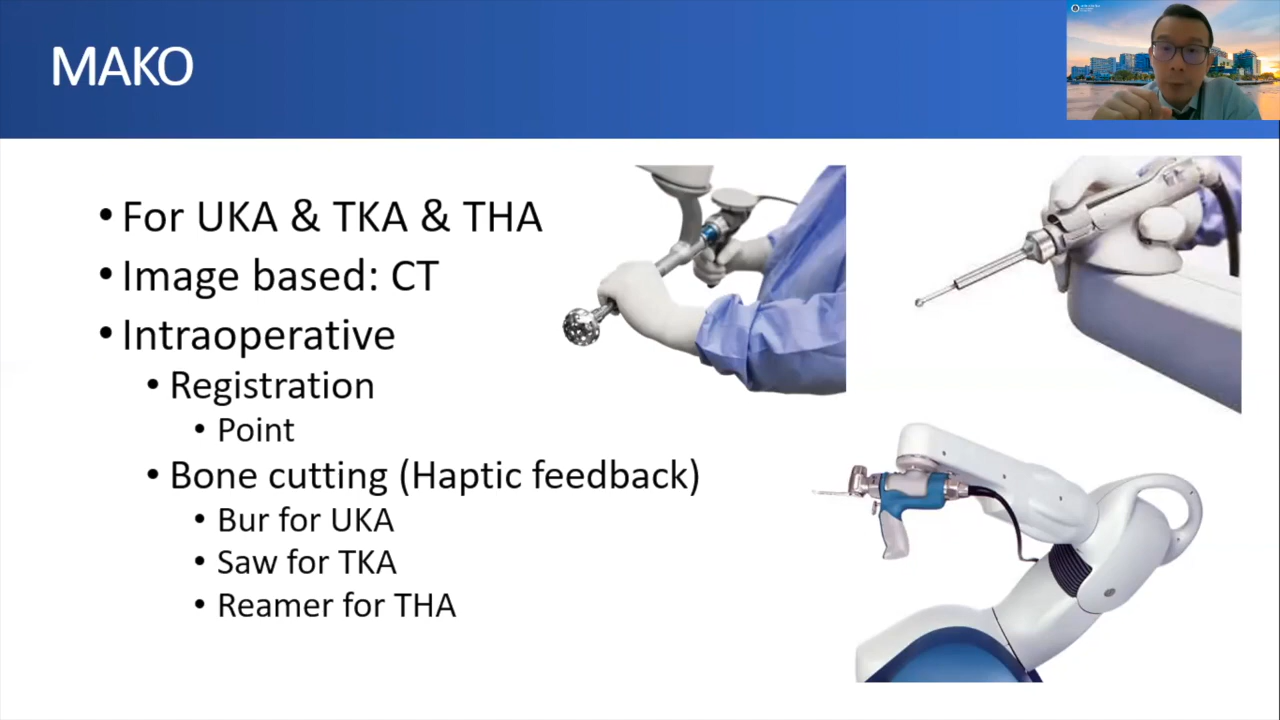 MAKO
•For UKA & TKA & THA
•Image based: CT
•Intraoperative
•Registration
•Point
•Bone cutting (Haptic feedback)
•Bur for UKA
•Saw for TKA
•Reamer for THA